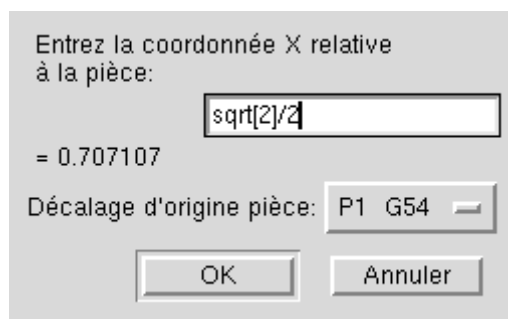 Entrez la coordonnée X relative
à la pièce:
sqrt[2]/2
= 0.707107
Décalage d'origine pièce: P1 G54
OK Annuler